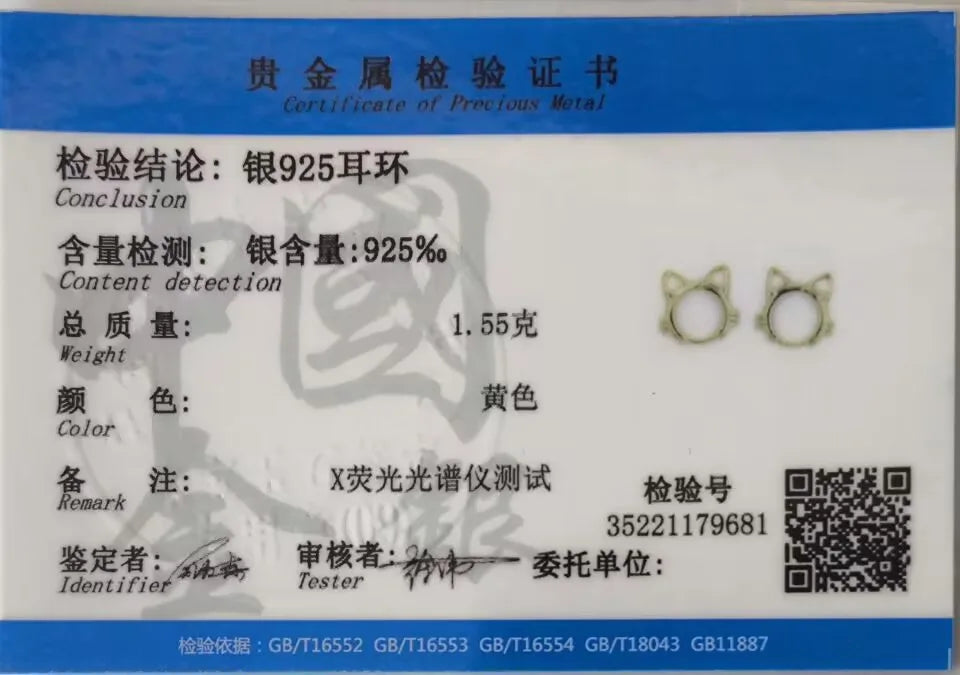 贵金属检验证书
Certificate of Precious Metal
检验结论: 银925耳环
Conclusion
含量检测: 银含量:925‰
Content detection
总质量: 1.55克
Weight
颜色: 黄色
Color
备注: X荧光光谱仪测试
Remark
检验号
35221179681
鉴定者:
Identifier
审核者:
Tester
委托单位:
检验依据: GB/T16552 GB/T16553 GB/T16554 GB/T18043 GB11887